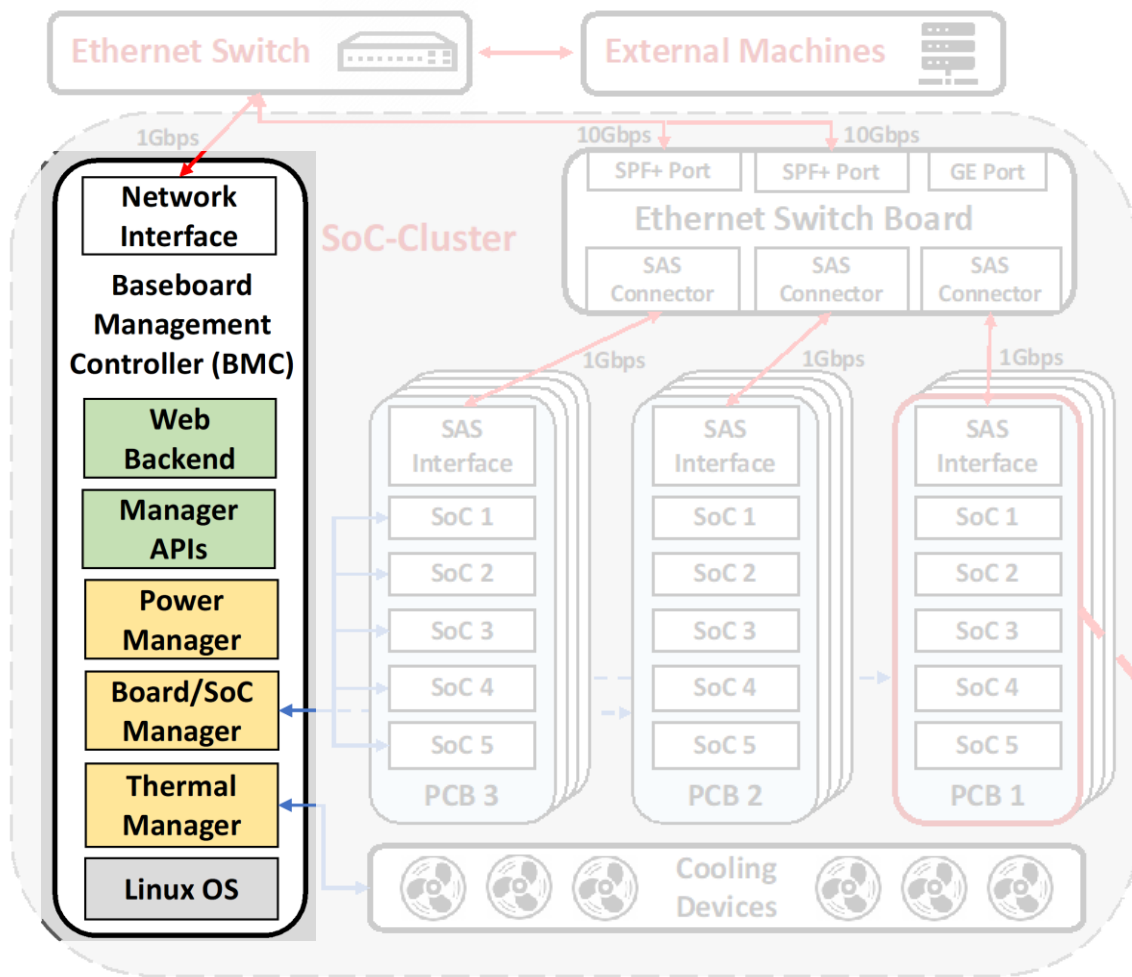 Ethernet Switch
External Machines
1Gbps
10Gbps
10Gbps
SPF+ Port
SPF+ Port
GE Port
Ethernet Switch Board
SAS
Connector
SAS
Connector
SAS
Connector
SoC-Cluster
Network
Interface
Baseboard
Management
Controller (BMC)
Web
Backend
Manager
APIs
Power
Manager
Board/SoC
Manager
Thermal
Manager
Linux OS
1Gbps
1Gbps
1Gbps
SAS
Interface
SoC 1
SoC 2
SoC 3
SoC 4
SoC 5
PCB 3
SAS
Interface
SoC 1
SoC 2
SoC 3
SoC 4
SoC 5
PCB 2
SAS
Interface
SoC 1
SoC 2
SoC 3
SoC 4
SoC 5
PCB 1
Cooling
Devices